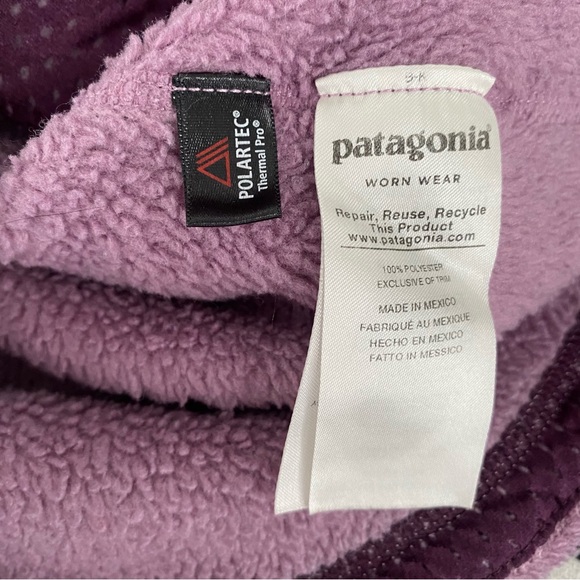 POLARTEC®
Thermal Pro®
patagonia®
WORN WEAR
Repair, Reuse, Recycle
This Product
www.patagonia.com
100% POLYESTER
EXCLUSIVE OF TRIM
MADE IN MEXICO
FABRIQUÉ AU MEXIQUE
HECHO EN MEXICO
FATTO IN MESSICO